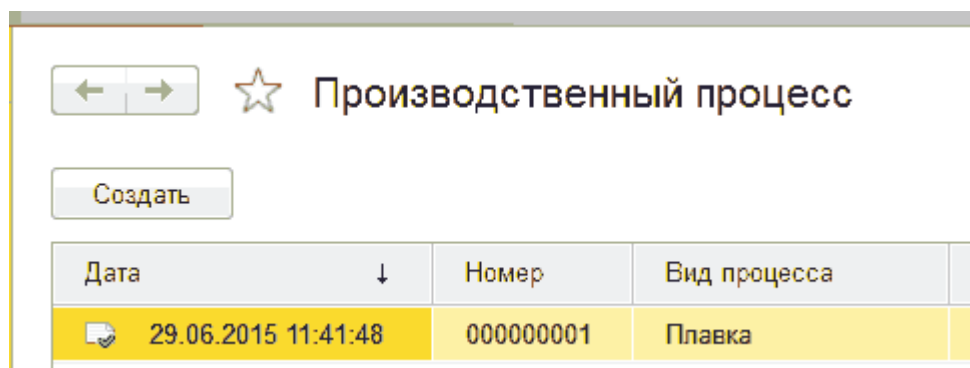 Производственный процесс
Создать
Дата ↓ Номер Вид процесса
29.06.2015 11:41:48 000000001 Плавка